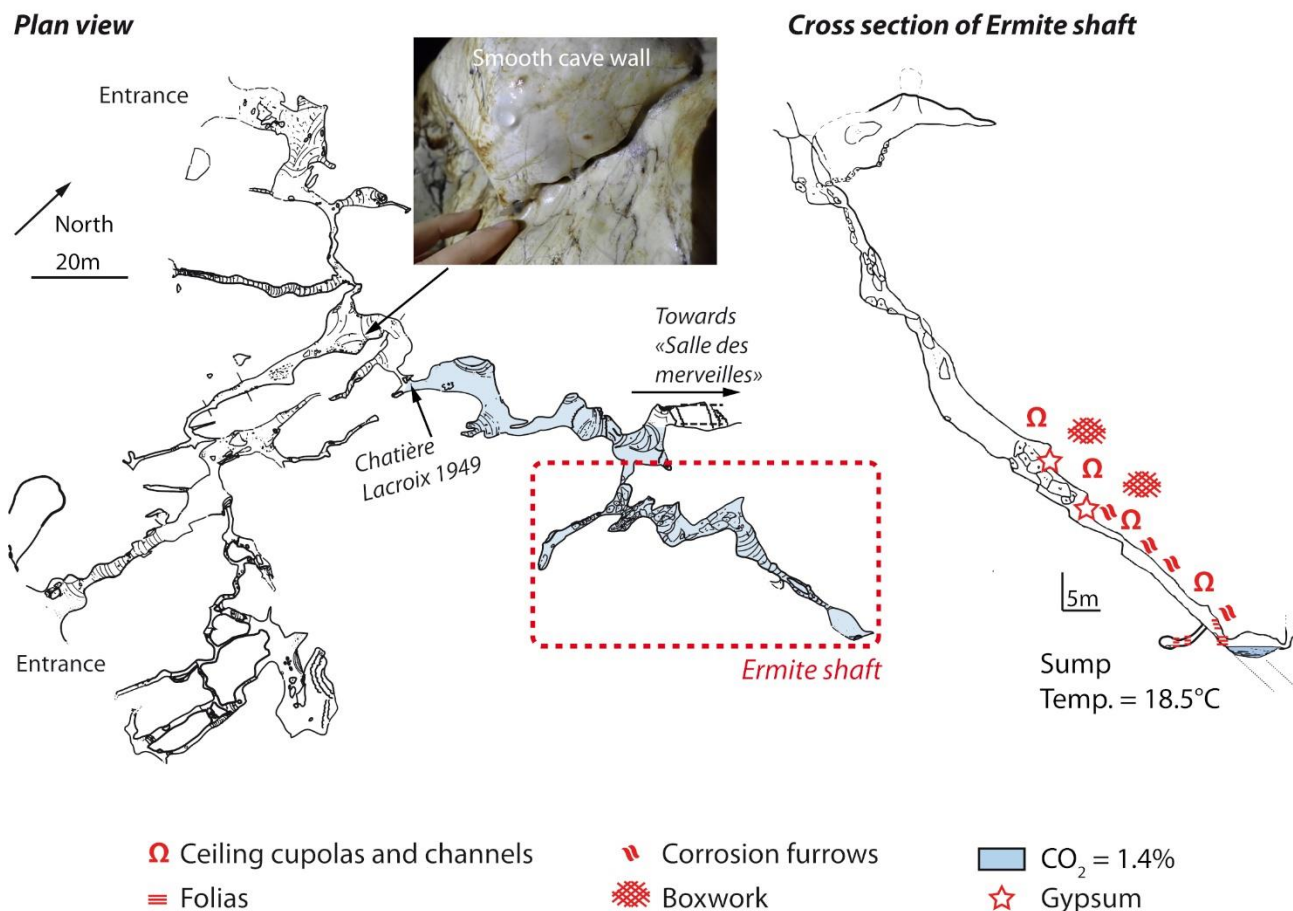 Plan view
Cross section of Ermite shaft
Smooth cave wall
Entrance
North
20m
Towards
«Salle des
merveilles»
Chatière
Lacroix 1949
Entrance
Ermite shaft
5m
Sump
Temp. = 18.5°C
Ω Ceiling cupolas and channels
Corrosion furrows
CO₂ = 1.4%
Folias
Boxwork
Gypsum